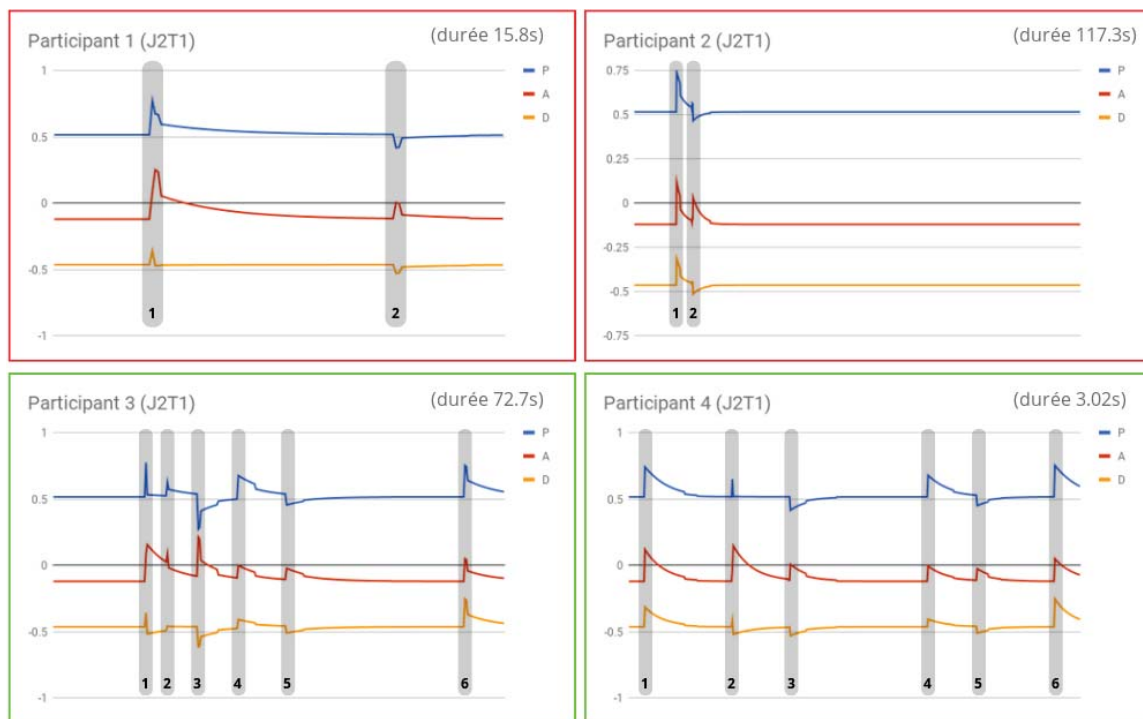 Participant 1 (J2T1)
(durée 15.8s)
P
A
D
1
0.5
0
-0.5
-1
1
2
Participant 2 (J2T1)
(durée 117.3s)
P
A
D
0.75
0.5
0.25
0
-0.25
-0.5
-0.75
1
2
Participant 3 (J2T1)
(durée 72.7s)
P
A
D
1
0.5
0
-0.5
-1
1
2
3
4
5
6
Participant 4 (J2T1)
(durée 3.02s)
P
A
D
1
0.5
0
-0.5
-1
1
2
3
4
5
6